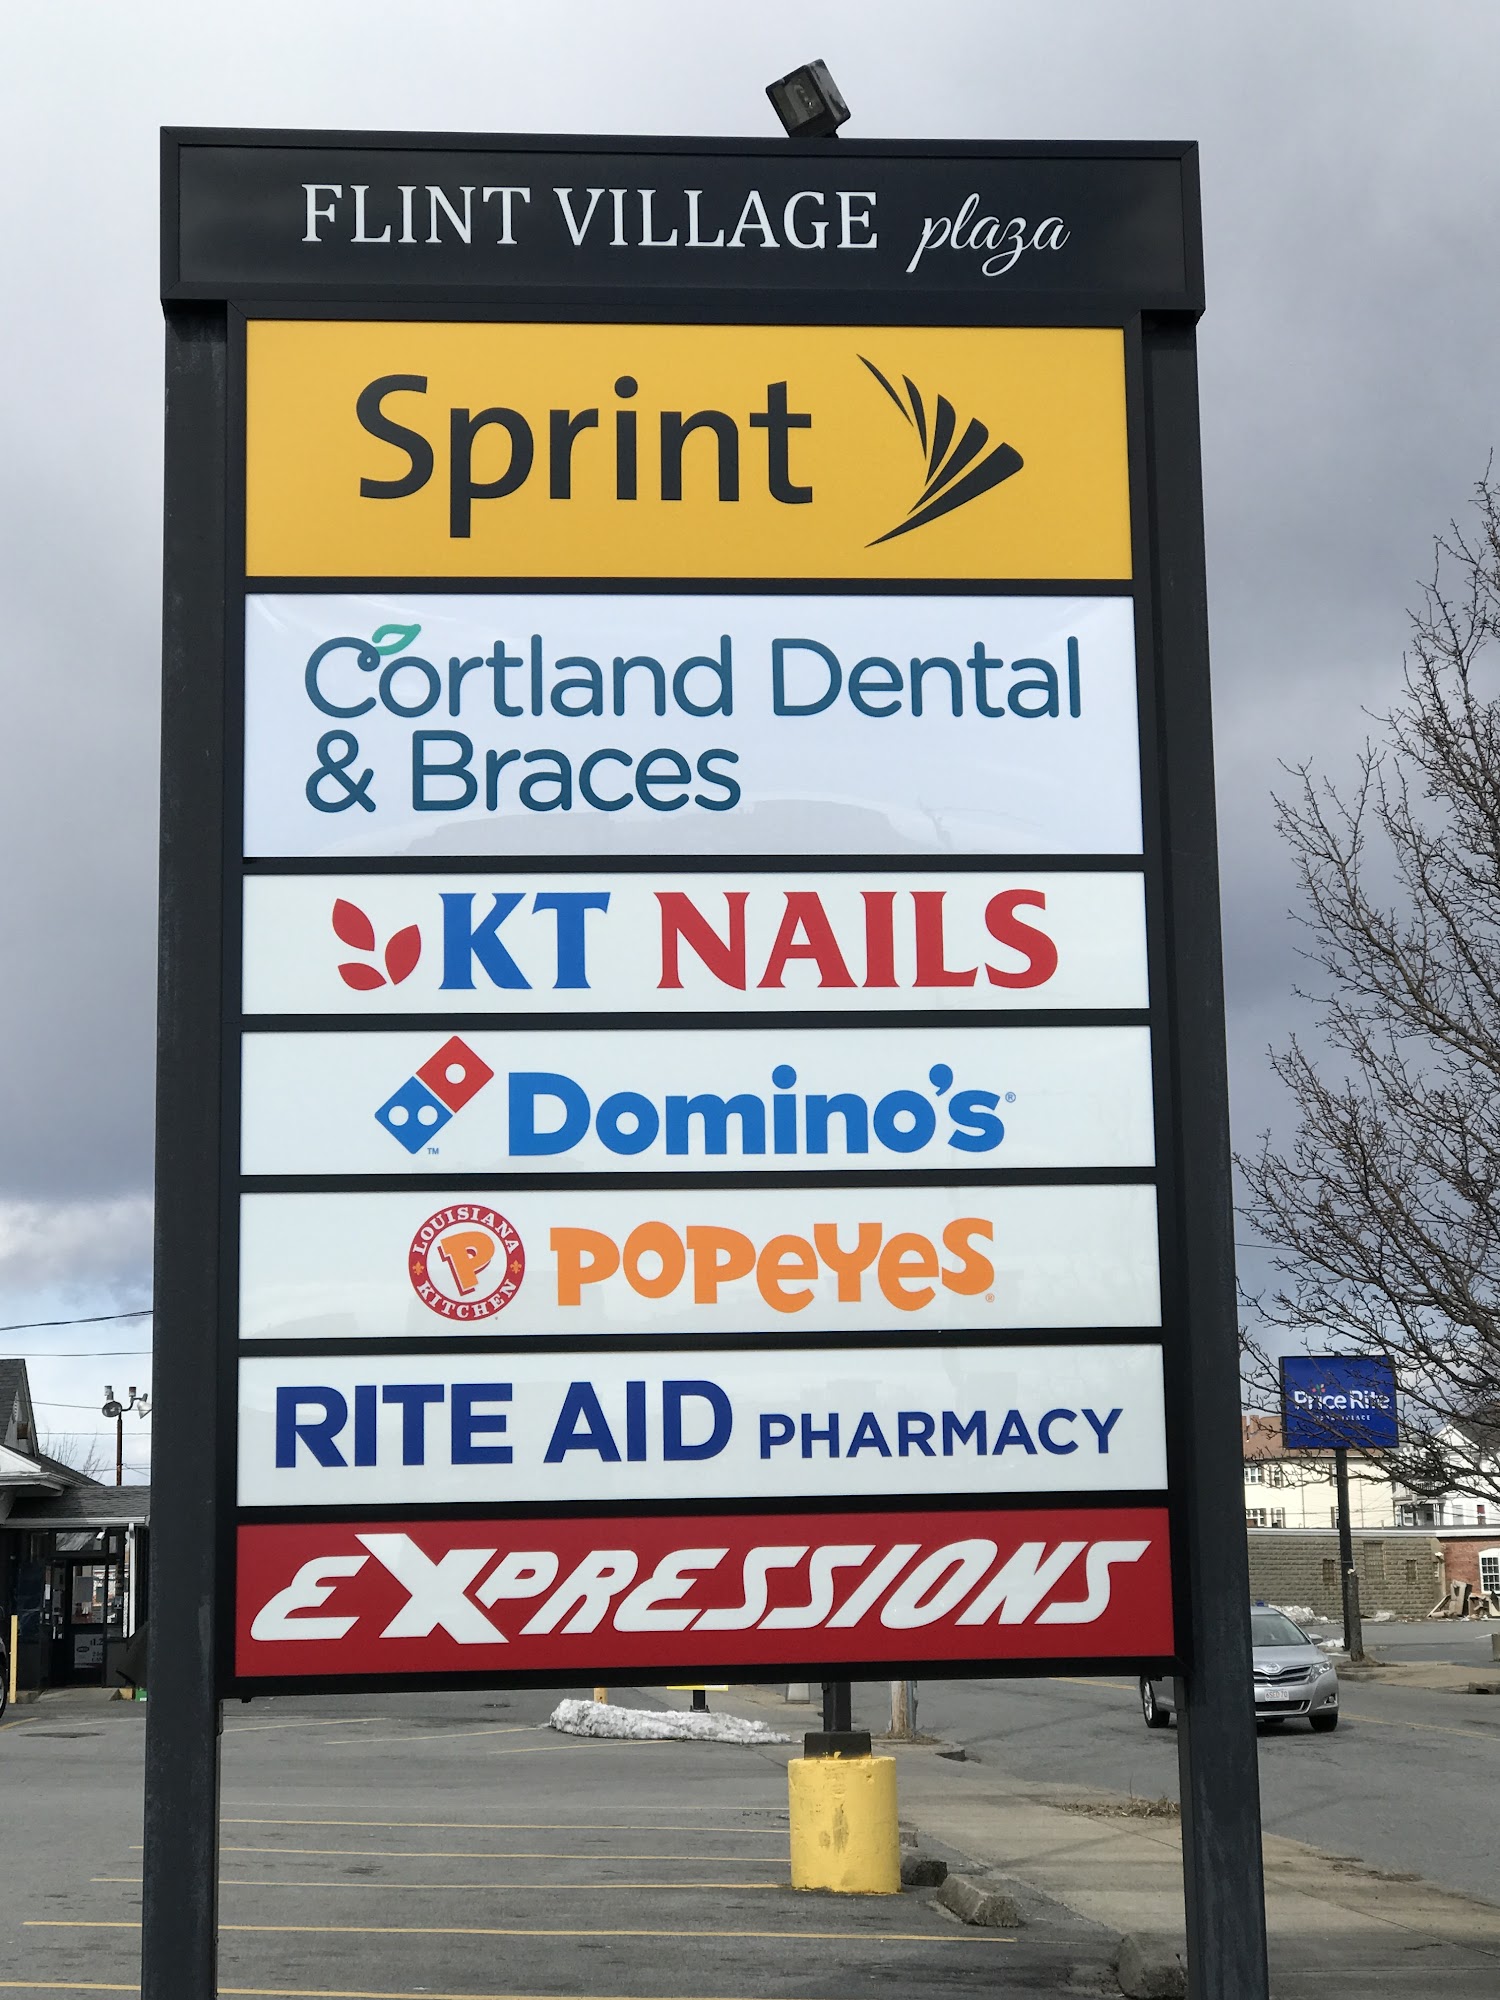 FLINT VILLAGE plaza
Sprint
Cortland Dental
& Braces
KT NAILS
Domino's®
TM
LOUISIANA
P
KITCHEN
POPEYES®
RITE AID PHARMACY
EXPRESSIONS
Price Rite